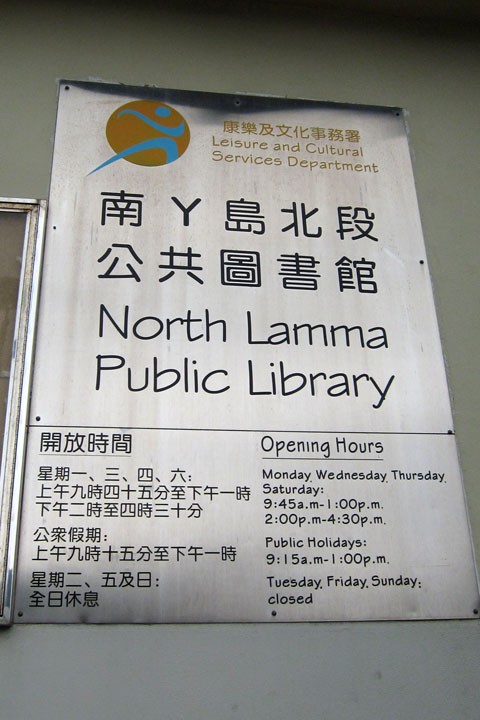 康樂及文化事務署
Leisure and Cultural
Services Department
南丫島北段
公共圖書館
North Lamma
Public Library
開放時間
星期一、三、四、六：
上午九時四十五分至下午一時
下午二時至四時三十分
公眾假期：
上午九時十五分至下午一時
星期二、五及日：
全日休息
Opening Hours
Monday, Wednesday, Thursday,
Saturday:
9:45a.m-1:00p.m.
2:00p.m-4:30p.m.
Public Holidays:
9:15a.m-1:00p.m.
Tuesday, Friday, Sunday:
closed